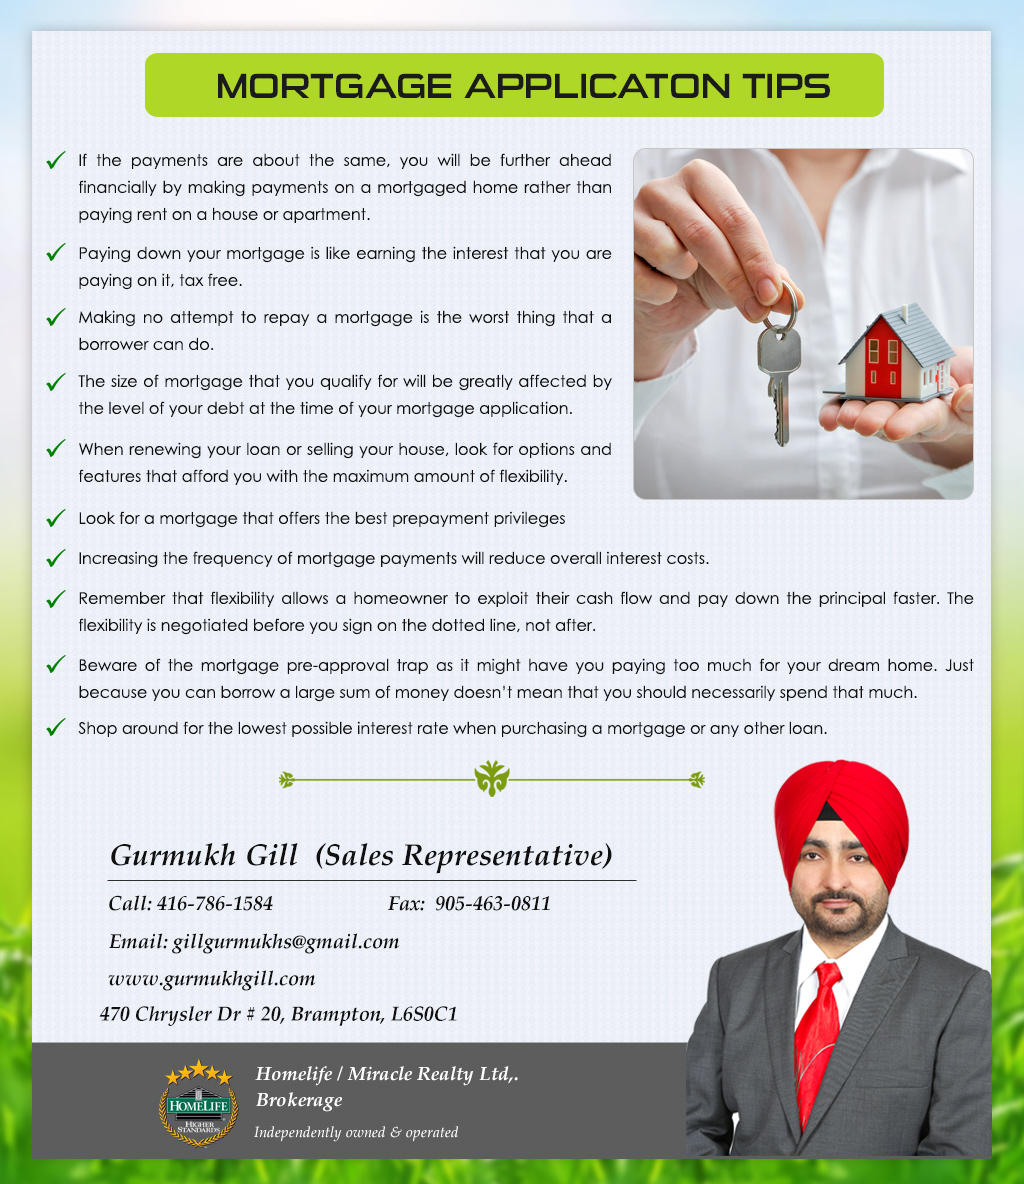 MORTGAGE APPLICATON TIPS
If the payments are about the same, you will be further ahead
financially by making payments on a mortgaged home rather than
paying rent on a house or apartment.
Paying down your mortgage is like earning the interest that you are
paying on it, tax free.
Making no attempt to repay a mortgage is the worst thing that a
borrower can do.
The size of mortgage that you qualify for will be greatly affected by
the level of your debt at the time of your mortgage application.
When renewing your loan or selling your house, look for options and
features that afford you with the maximum amount of flexibility.
Look for a mortgage that offers the best prepayment privileges
Increasing the frequency of mortgage payments will reduce overall interest costs.
Remember that flexibility allows a homeowner to exploit their cash flow and pay down the principal faster. The
flexibility is negotiated before you sign on the dotted line, not after.
Beware of the mortgage pre-approval trap as it might have you paying too much for your dream home. Just
because you can borrow a large sum of money doesn't mean that you should necessarily spend that much.
Shop around for the lowest possible interest rate when purchasing a mortgage or any other loan.
Gurmukh Gill (Sales Representative)
Call: 416-786-1584 Fax: 905-463-0811
Email: gillgurmukhs@gmail.com
www.gurmukhgill.com
470 Chrysler Dr # 20, Brampton, L6S0C1
HOMELIFE
HIGHER
STANDARDS
Homelife / Miracle Realty Ltd,.
Brokerage
Independently owned & operated